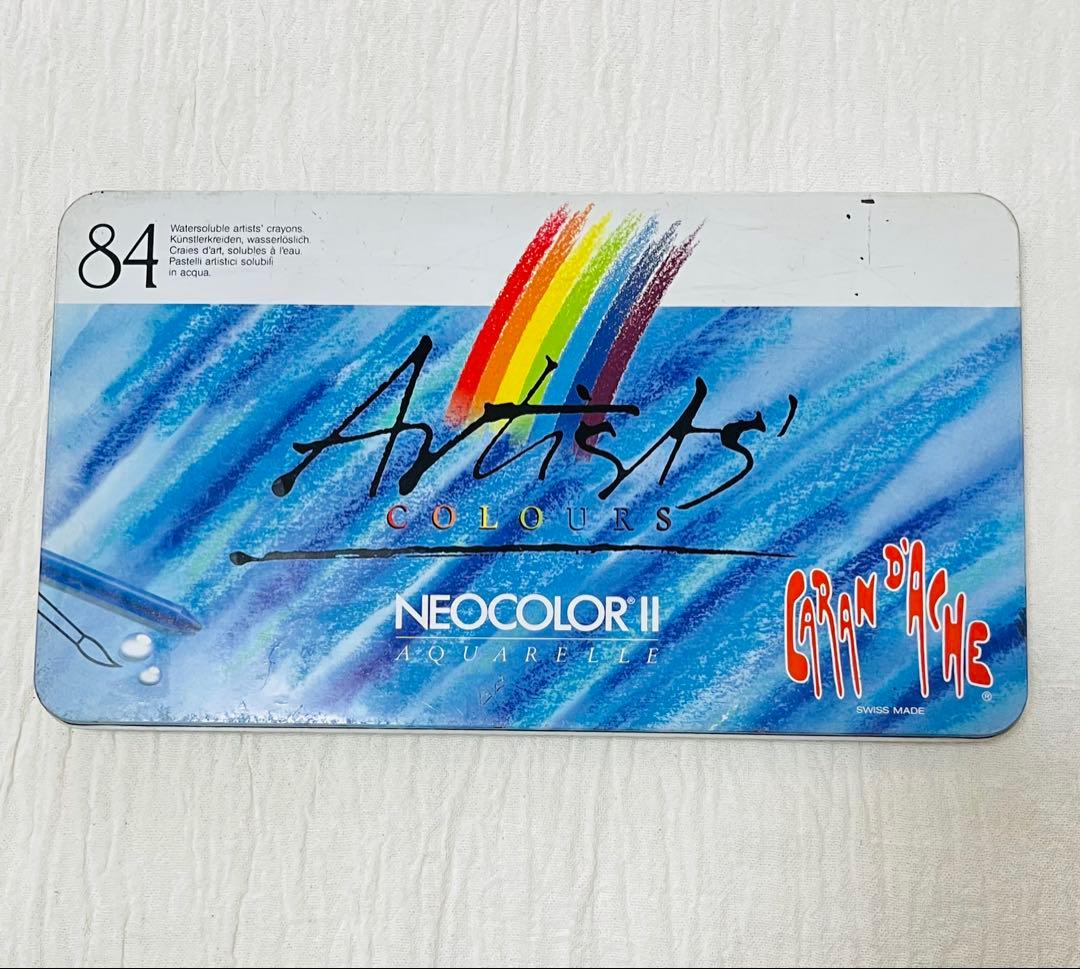 84
Watersoluble artists' crayons.
Künstlerkreiden, wasserlöslich.
Craies d'art, solubles à l'eau.
Pastelli artistici solubili
in acqua.
Artists'
COLOURS
NEOCOLOR® II
AQUARELLE
CARAN D'ACHE®
SWISS MADE